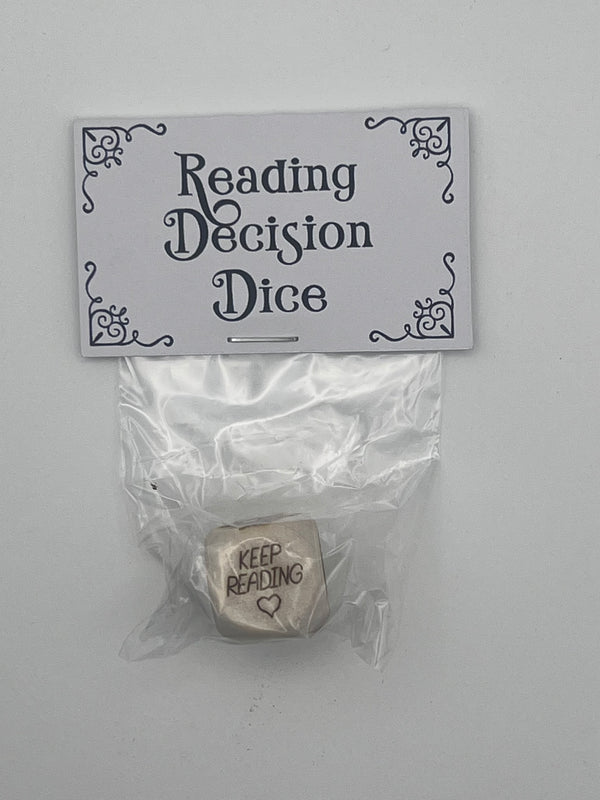 Reading
Decision
Dice
KEEP
READING